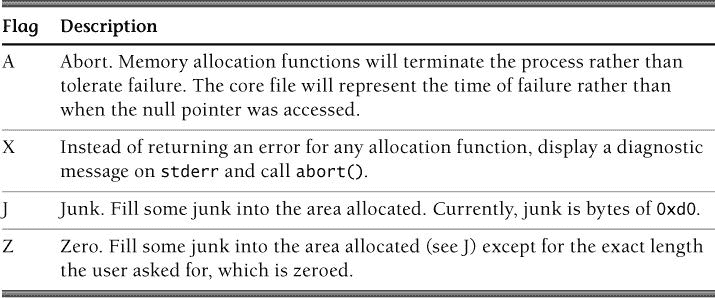 Flag Description
A Abort. Memory allocation functions will terminate the process rather than
tolerate failure. The core file will represent the time of failure rather than
when the null pointer was accessed.
X Instead of returning an error for any allocation function, display a diagnostic
message on stderr and call abort().
J Junk. Fill some junk into the area allocated. Currently, junk is bytes of 0xd0.
Z Zero. Fill some junk into the area allocated (see J) except for the exact length
the user asked for, which is zeroed.